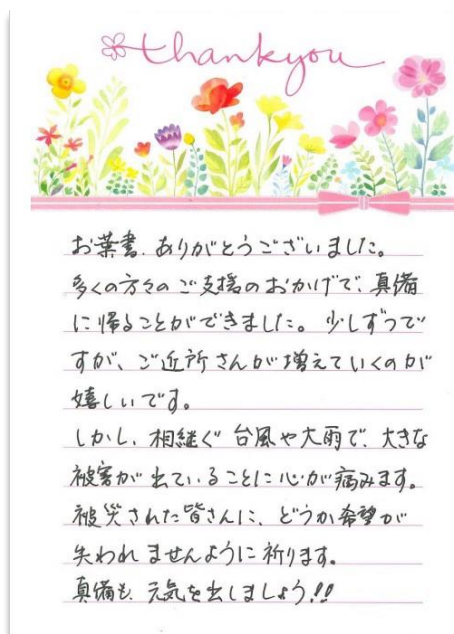 thankyou
お葉書、ありがとうございました。
多くの方々のご支援のおかげで、真備
に帰ることができました。少しずつで
すが、ご近所さんが増えていくのが
嬉しいです。
しかし、相継ぐ台風や大雨で、大きな
被害が出ていることに心が痛みます。
被災された皆さんに、どうか希望が
失われませんように祈ります。
真備も、元気を出しましょう!!